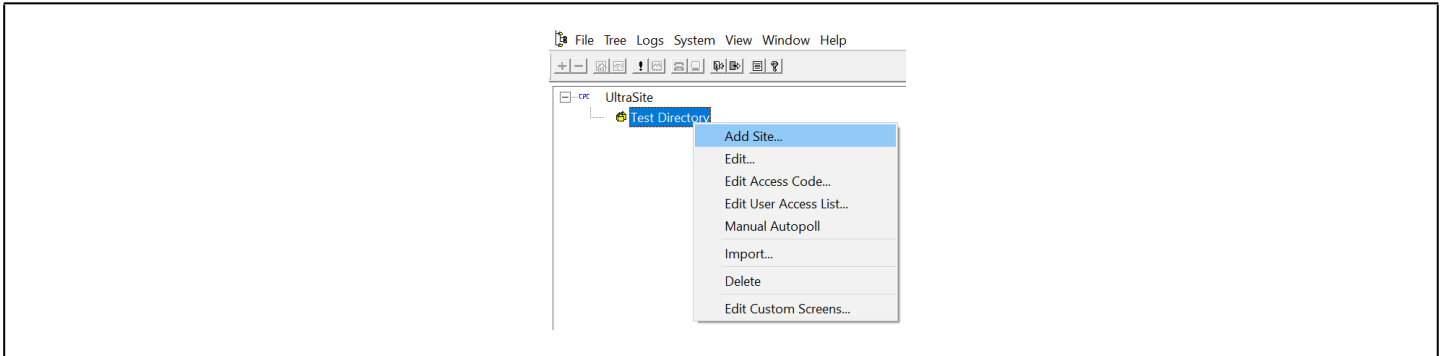 File Tree Logs System View Window Help
CPC UltraSite
Test Directory
Add Site...
Edit...
Edit Access Code...
Edit User Access List...
Manual Autopoll
Import...
Delete
Edit Custom Screens...